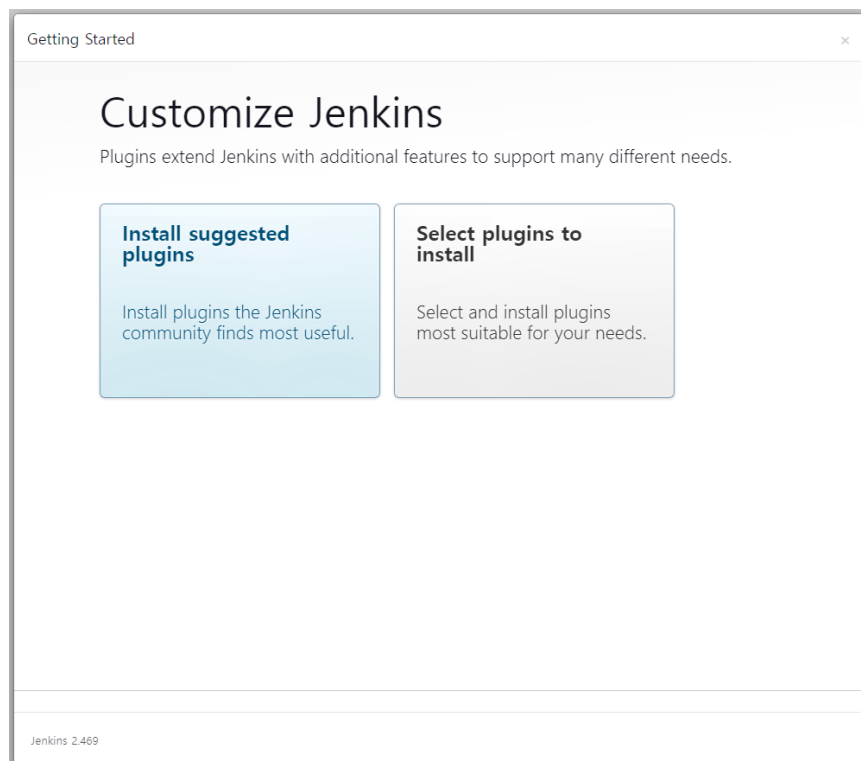 Getting Started
×
Customize Jenkins
Plugins extend Jenkins with additional features to support many different needs.
Install suggested
plugins
Install plugins the Jenkins
community finds most useful.
Select plugins to
install
Select and install plugins
most suitable for your needs.
Jenkins 2.469